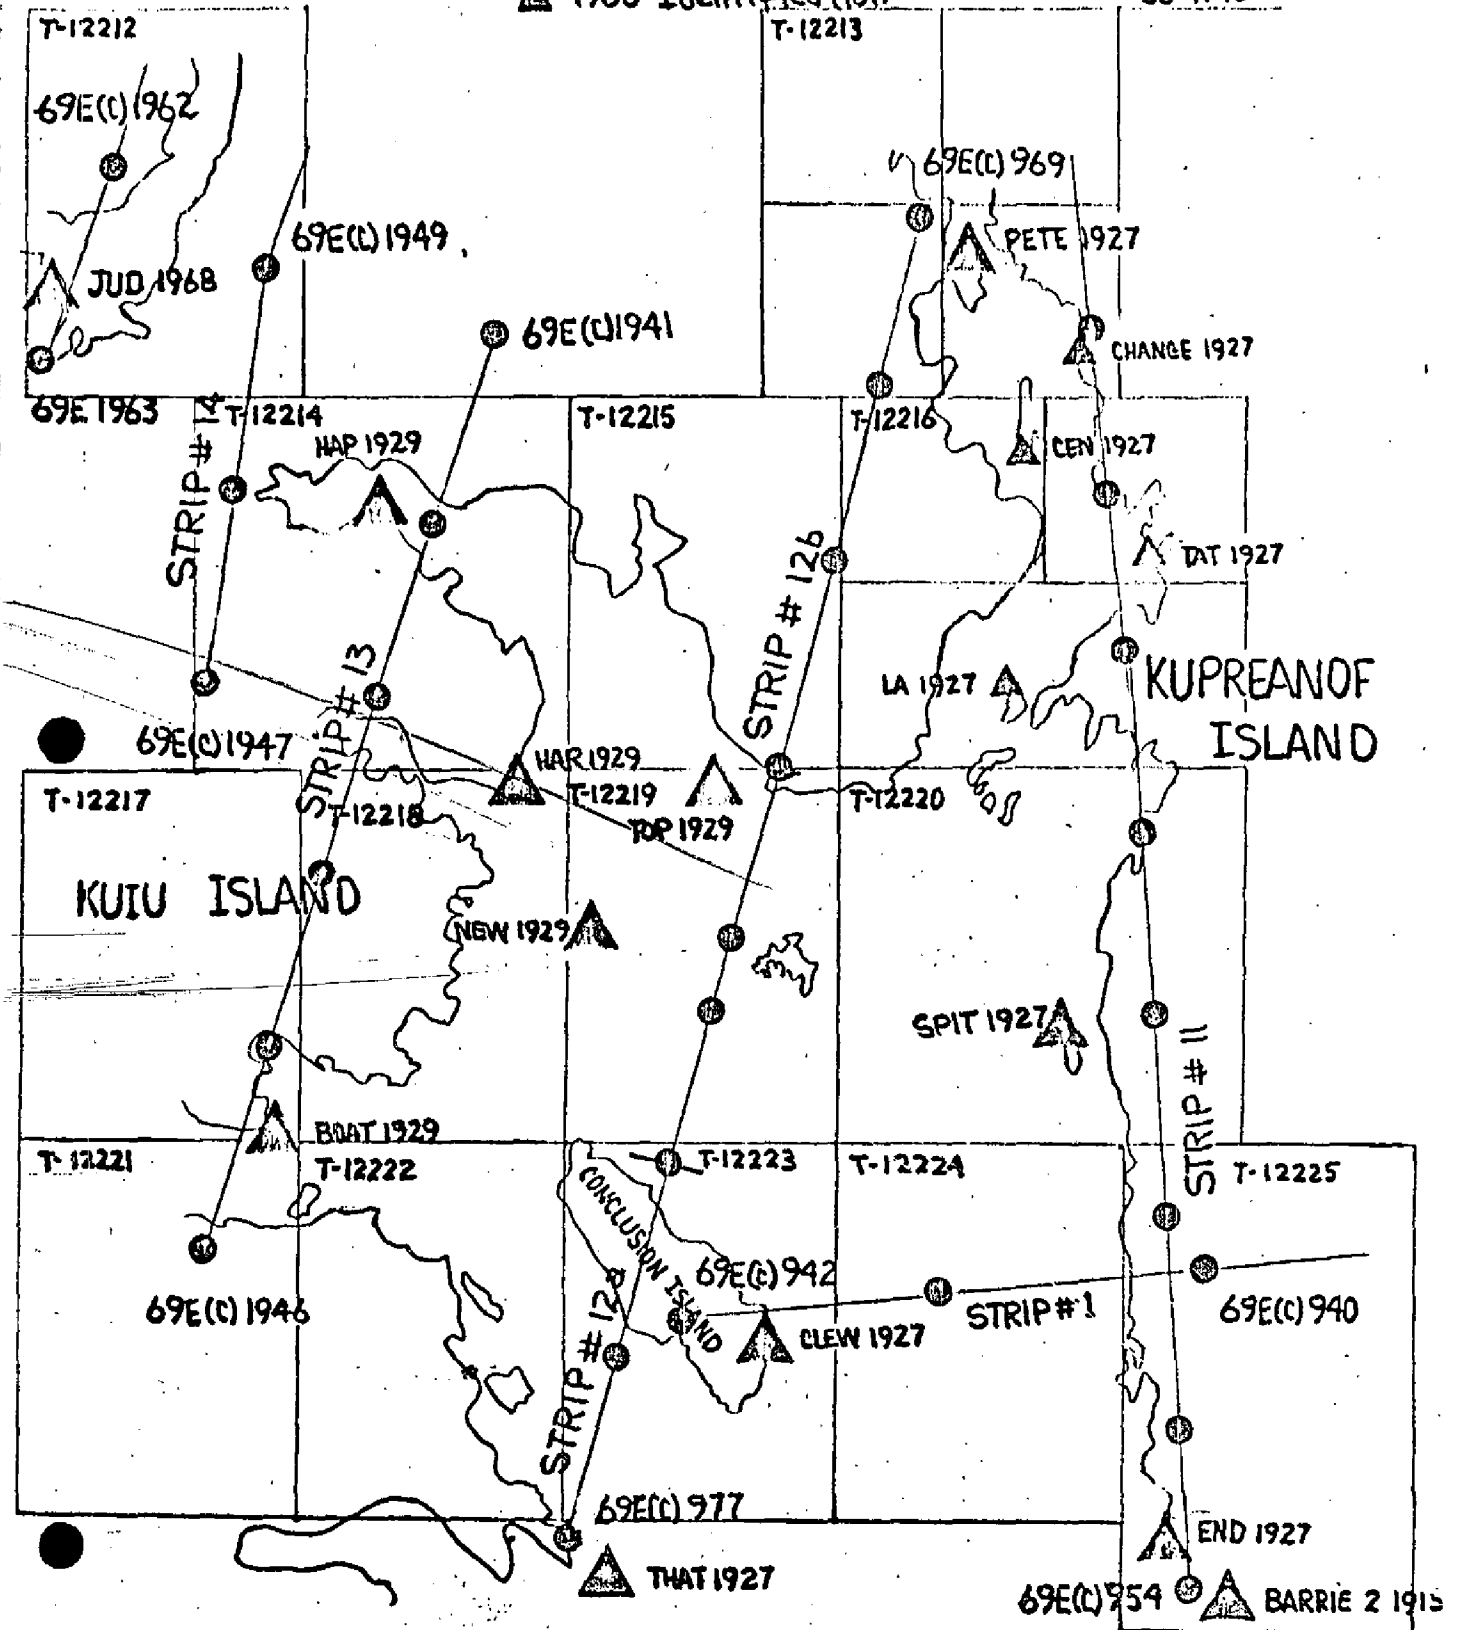 T-12212
T-12213
69E(C)1962
69E(C)969
69E(C)1949
PETE 1927
JUD 1968
69E(C)1941
CHANGE 1927
69E 1963
T-12214
T-12215
T-12216
HAP 1929
CEN 1927
STRIP # 14
TAT 1927
STRIP # 126
LA 1927
KUPREANOF
ISLAND
STRIP # 13
69E(C)1947
HAR 1929
T-12217
T-12218
T-12219
T-12220
TOP 1929
KUIU ISLAND
NEW 1929
SPIT 1927
STRIP # 11
BOAT 1929
T-12221
T-12222
T-12223
T-12224
T-12225
CONCLUSION ISLAND
69E(C)942
69E(C)1946
STRIP # 12a
STRIP # 1
69E(C)940
CLEW 1927
69E(C)977
END 1927
THAT 1927
69E(C)954
BARRIE 2